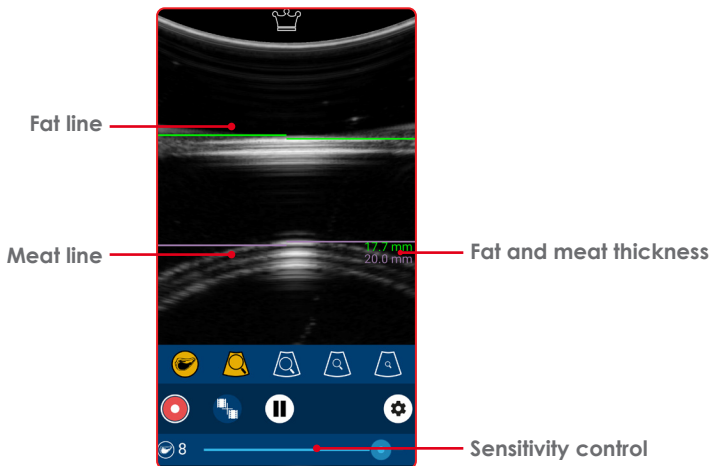 Fat line
Meat line
17.7 mm
20.0 mm
Fat and meat thickness
8
Sensitivity control